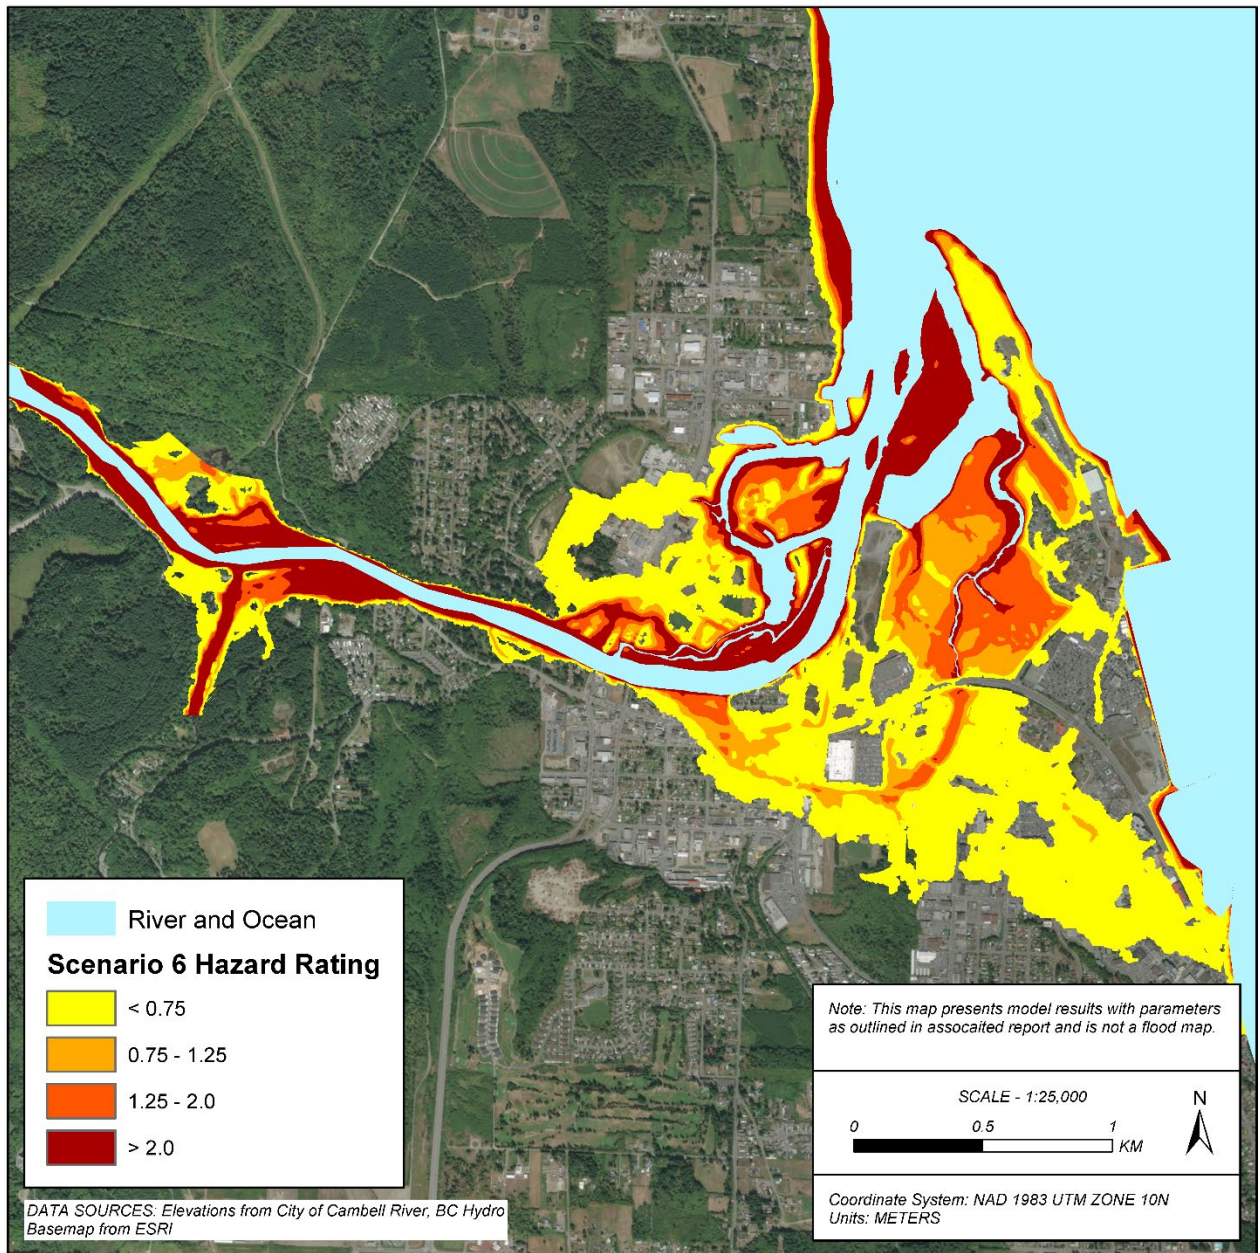 River and Ocean
Scenario 6 Hazard Rating
< 0.75
0.75 - 1.25
1.25 - 2.0
> 2.0
DATA SOURCES: Elevations from City of Cambell River, BC Hydro
Basemap from ESRI
Note: This map presents model results with parameters
as outlined in assocaited report and is not a flood map.
SCALE - 1:25,000
N
0 0.5 1
KM
Coordinate System: NAD 1983 UTM ZONE 10N
Units: METERS